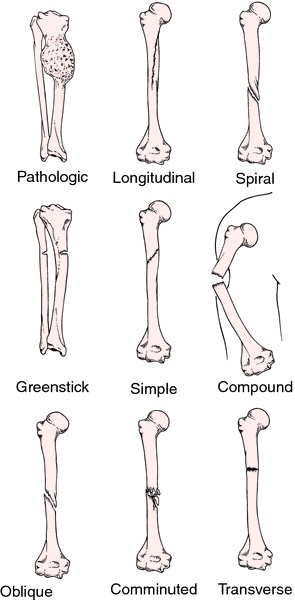 Pathologic Longitudinal Spiral
Greenstick Simple Compound
Oblique Comminuted Transverse